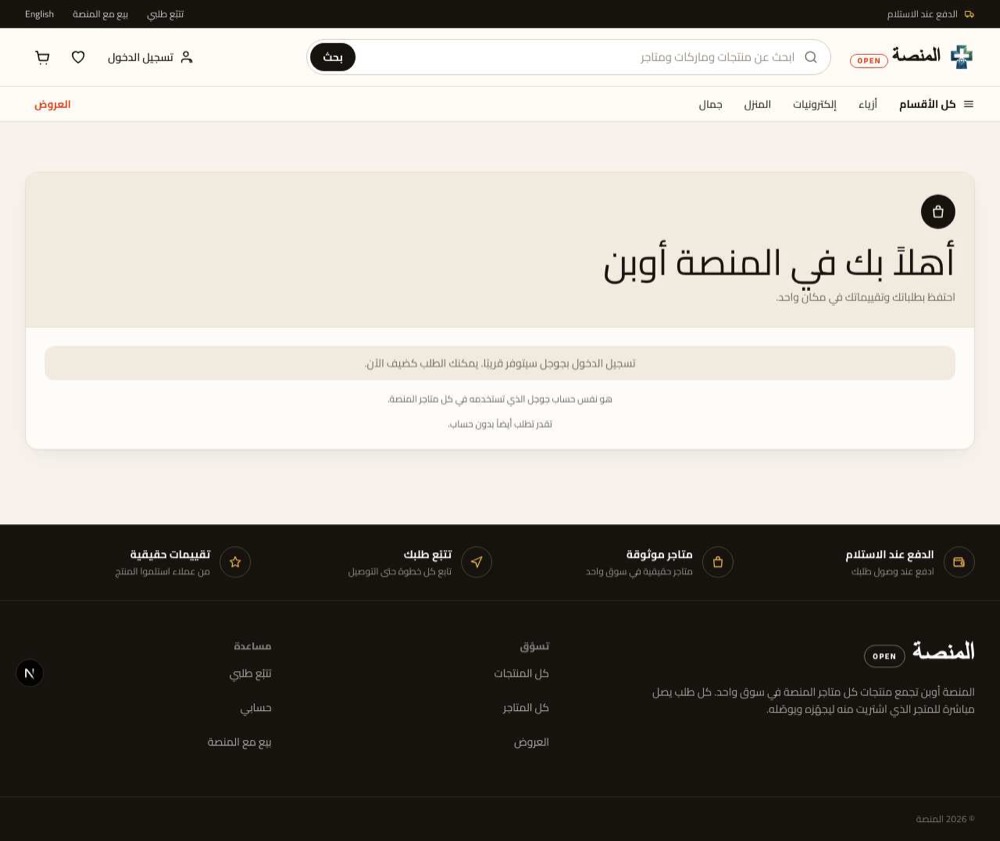 الدفع عند الاستلام
تتبّع طلبي
بيع مع المنصة
English
المنصة OPEN
ابحث عن منتجات وماركات ومتاجر
بحث
تسجيل الدخول
كل الأقسام
أزياء
إلكترونيات
المنزل
جمال
العروض
أهلاً بك في المنصة أوبن
احتفظ بطلباتك وتقييماتك في مكان واحد.
تسجيل الدخول بجوجل سيتوفر قريبًا. يمكنك الطلب كضيف الآن.
هو نفس حساب جوجل الذي تستخدمه في كل متاجر المنصة.
تقدر تطلب أيضاً بدون حساب.
الدفع عند الاستلام
ادفع عند وصول طلبك
متاجر موثوقة
متاجر حقيقية في سوق واحد
تتبّع طلبك
تابع كل خطوة حتى التوصيل
تقييمات حقيقية
من عملاء استلموا المنتج
المنصة OPEN
المنصة أوبن تجمع منتجات كل متاجر المنصة في سوق واحد. كل طلب يصل
مباشرة للمتجر الذي اشتريت منه ليجهّزه ويوصّله.
تسوّق
كل المنتجات
كل المتاجر
العروض
مساعدة
تتبّع طلبي
حسابي
بيع مع المنصة
N
© 2026 المنصة